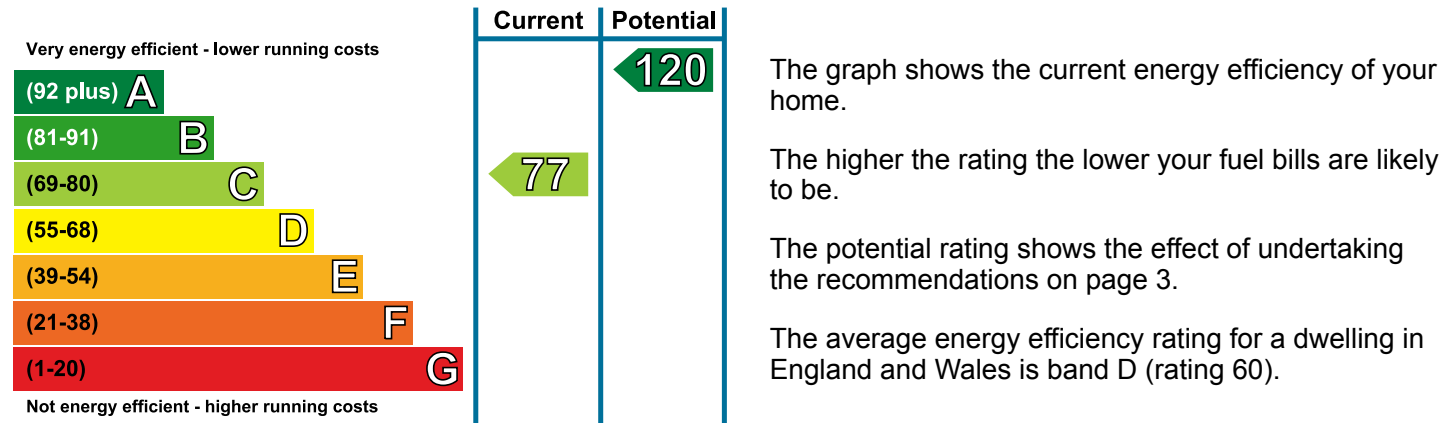 Current Potential
Very energy efficient - lower running costs
120
(92 plus) A
(81-91) B
77
(69-80) C
(55-68) D
(39-54) E
(21-38) F
(1-20) G
Not energy efficient - higher running costs
The graph shows the current energy efficiency of your
home.
The higher the rating the lower your fuel bills are likely
to be.
The potential rating shows the effect of undertaking
the recommendations on page 3.
The average energy efficiency rating for a dwelling in
England and Wales is band D (rating 60).